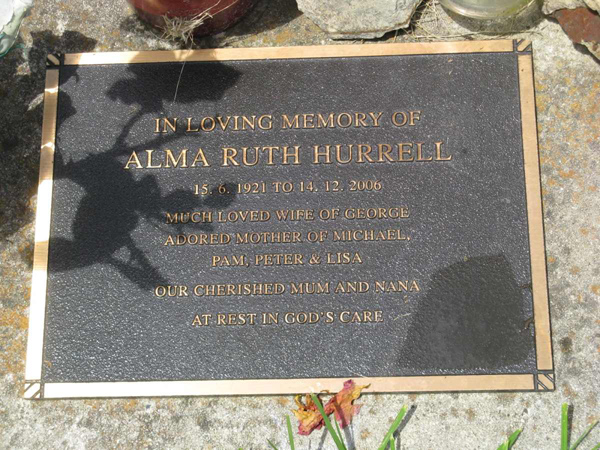 IN LOVING MEMORY OF
ALMA RUTH HURRELL
15. 6. 1921 TO 14. 12. 2006
MUCH LOVED WIFE OF GEORGE
ADORED MOTHER OF MICHAEL,
PAM, PETER & LISA
OUR CHERISHED MUM AND NANA
AT REST IN GOD'S CARE